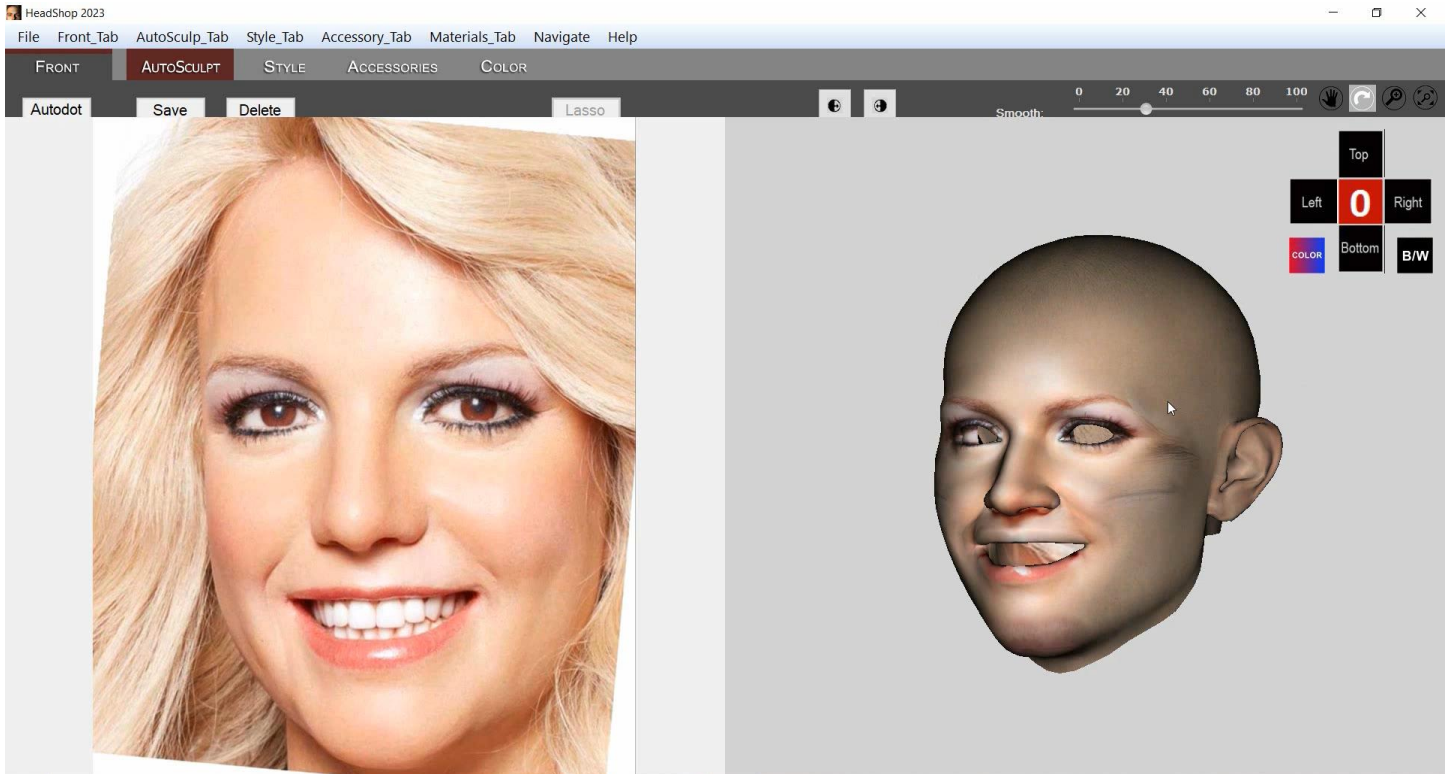 HeadShop 2023
File Front_Tab AutoSculp_Tab Style_Tab Accessory_Tab Materials_Tab Navigate Help
FRONT AUTOSCULPT STYLE ACCESSORIES COLOR
0 20 40 60 80 100
Autodot Save Delete Lasso Smooth:
Top
Left 0 Right
COLOR Bottom B/W